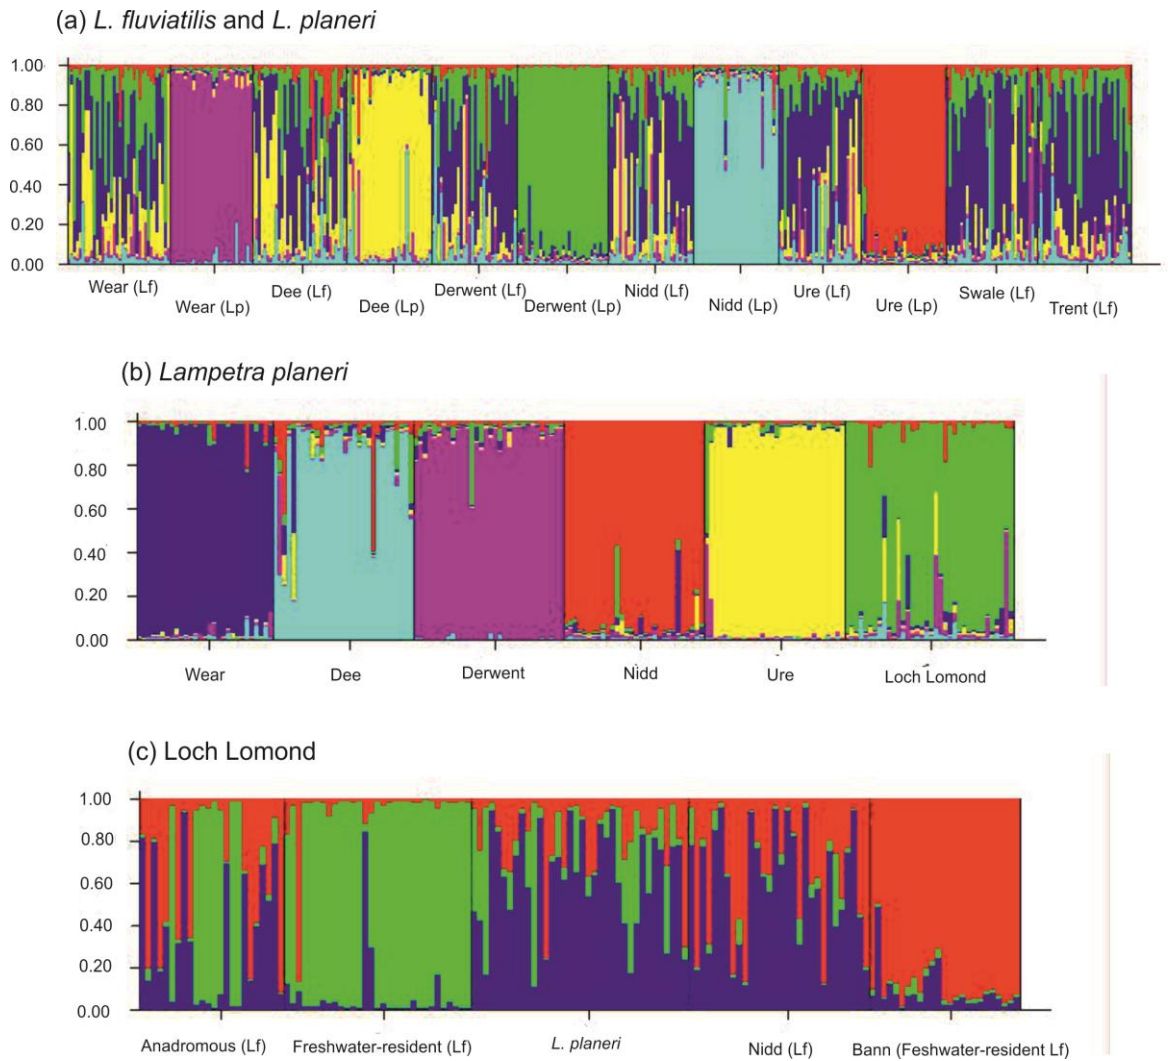 (a) L. fluviatilis and L. planeri
1.00
0.80
0.60
0.40
0.20
0.00
Wear (Lf)
Wear (Lp)
Dee (Lf)
Dee (Lp)
Derwent (Lf)
Derwent (Lp)
Nidd (Lf)
Nidd (Lp)
Ure (Lf)
Ure (Lp)
Swale (Lf)
Trent (Lf)
(b) Lampetra planeri
1.00
0.80
0.60
0.40
0.20
0.00
Wear
Dee
Derwent
Nidd
Ure
Loch Lomond
(c) Loch Lomond
1.00
0.80
0.60
0.40
0.20
0.00
Anadromous (Lf)
Freshwater-resident (Lf)
L. planeri
Nidd (Lf)
Bann (Feshwater-resident Lf)